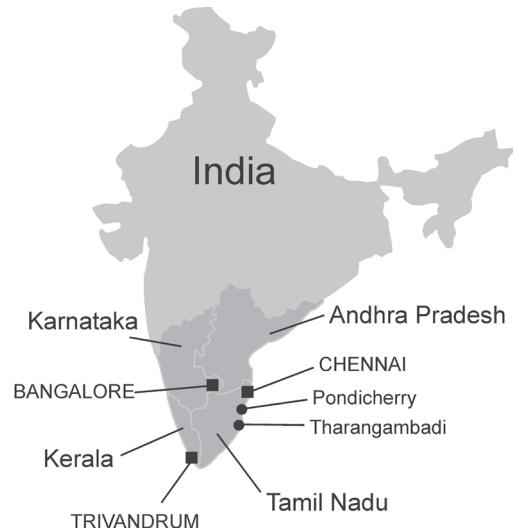 India
Karnataka
Andhra Pradesh
CHENNAI
BANGALORE
Pondicherry
Tharangambadi
Kerala
Tamil Nadu
TRIVANDRUM